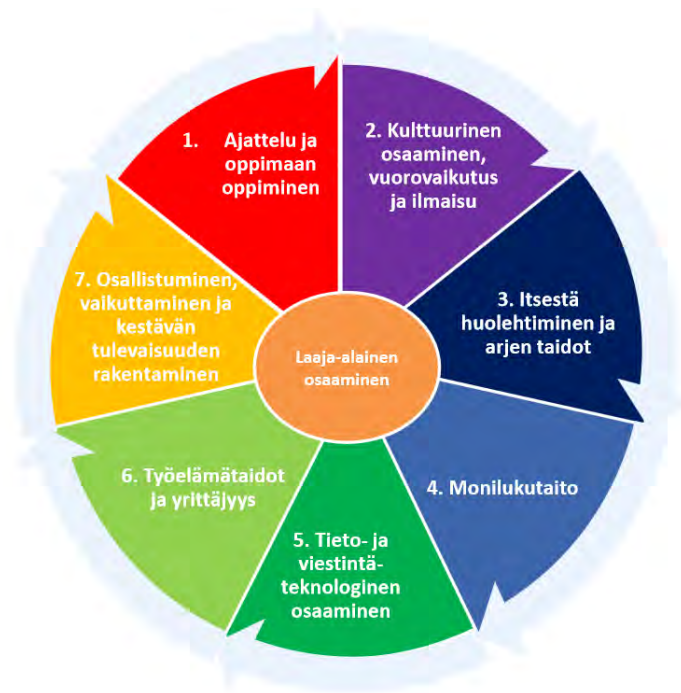 1. Ajattelu ja
oppimaan
oppiminen
2. Kulttuurinen
osaaminen,
vuorovaikutus
ja ilmaisu
3. Itsestä
huolehtiminen ja
arjen taidot
4. Monilukutaito
5. Tieto- ja
viestintä-
teknologinen
osaaminen
6. Työelämätaidot
ja yrittäjyys
7. Osallistuminen,
vaikuttaminen ja
kestävän
tulevaisuuden
rakentaminen
Laaja-alainen
osaaminen